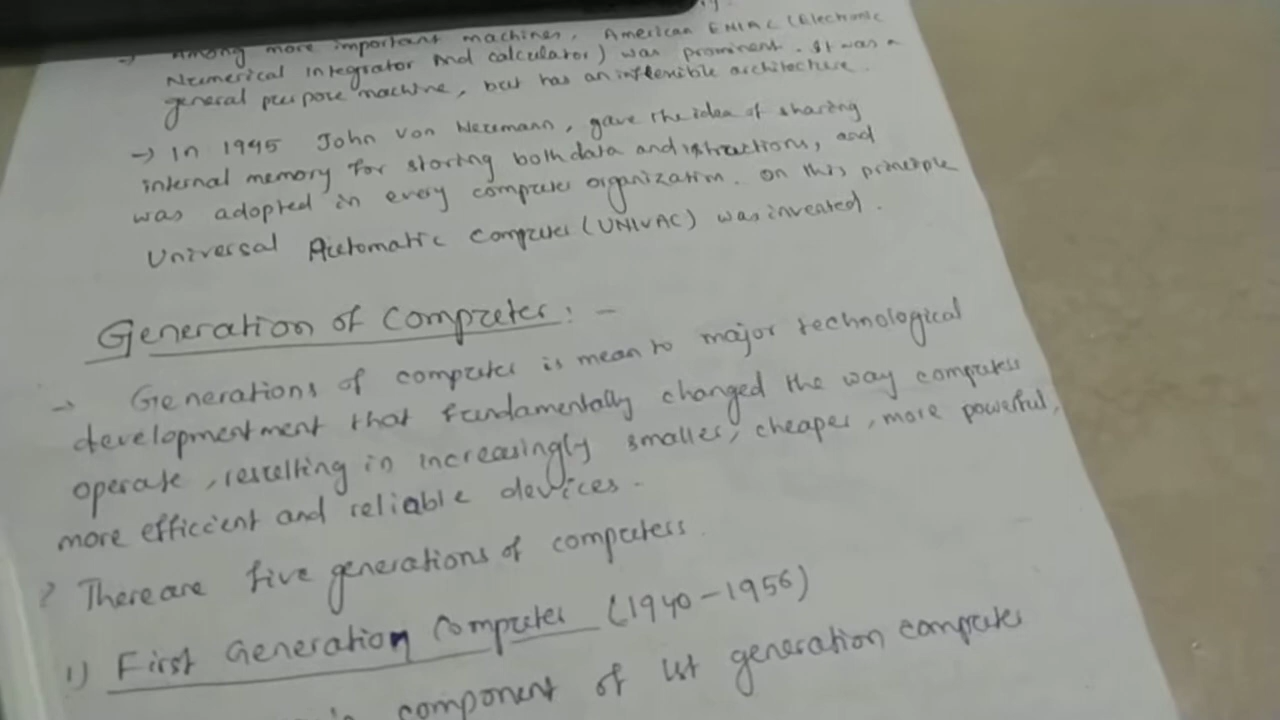 → Among more important machines, American ENIAC (Electronic
Numerical Integrator And calculator) was prominent. It was a
general purpose machine, but has an inflexible architecture.
→ In 1945 John Von Neumann, gave the idea of sharing
internal memory for storing both data and istractions, and
was adopted in every computer organization. on this principle
Universal Automatic Computer (UNIVAC) was invented.
Generation of Computer: -
→ Generations of computer is mean to major technological
developmentment that fundamentally changed the way computer
operate, resulting in increasingly smaller, cheaper, more powerful,
more efficient and reliable devices.
There are five generations of computers.
1) First Generation Computer (1940-1956)
component of 1st generation computer